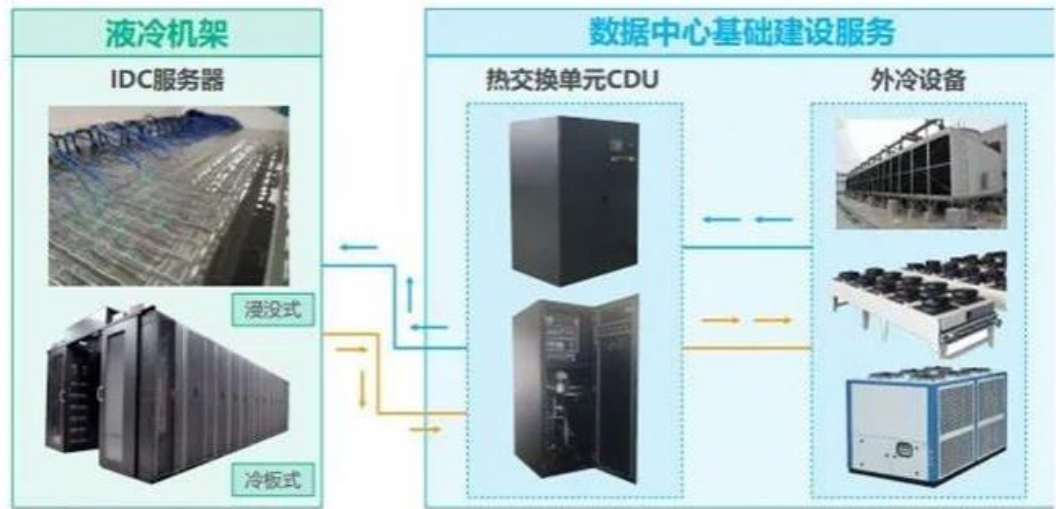 液冷机架
IDC服务器
浸没式
冷板式
数据中心基础建设服务
热交换单元CDU
外冷设备